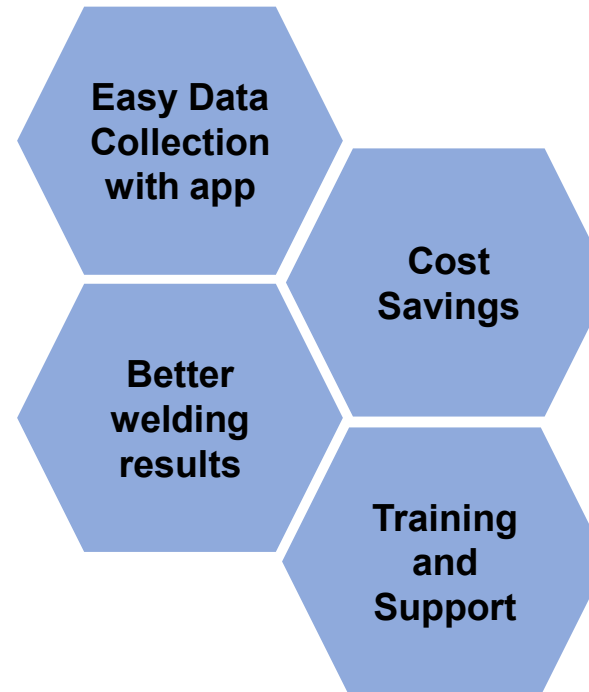 Easy Data
Collection
with app
Cost
Savings
Better
welding
results
Training
and
Support